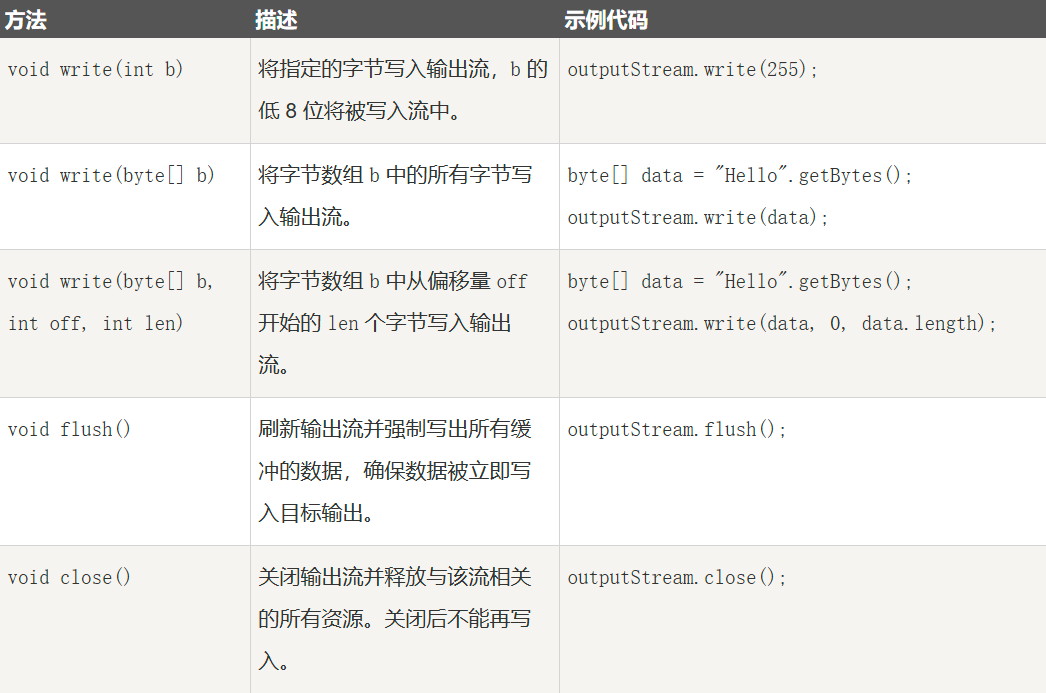 方法 描述 示例代码
void write(int b) 将指定的字节写入输出流，b 的 outputStream.write(255);
低 8 位将被写入流中。
void write(byte[] b) 将字节数组 b 中的所有字节写 byte[] data = "Hello".getBytes();
入输出流。 outputStream.write(data);
void write(byte[] b, 将字节数组 b 中从偏移量 off byte[] data = "Hello".getBytes();
int off, int len) 开始的 len 个字节写入输出 outputStream.write(data, 0, data.length);
流。
void flush() 刷新输出流并强制写出所有缓 outputStream.flush();
冲的数据，确保数据被立即写
入目标输出。
void close() 关闭输出流并释放与该流相关 outputStream.close();
的所有资源。关闭后不能再写
入。